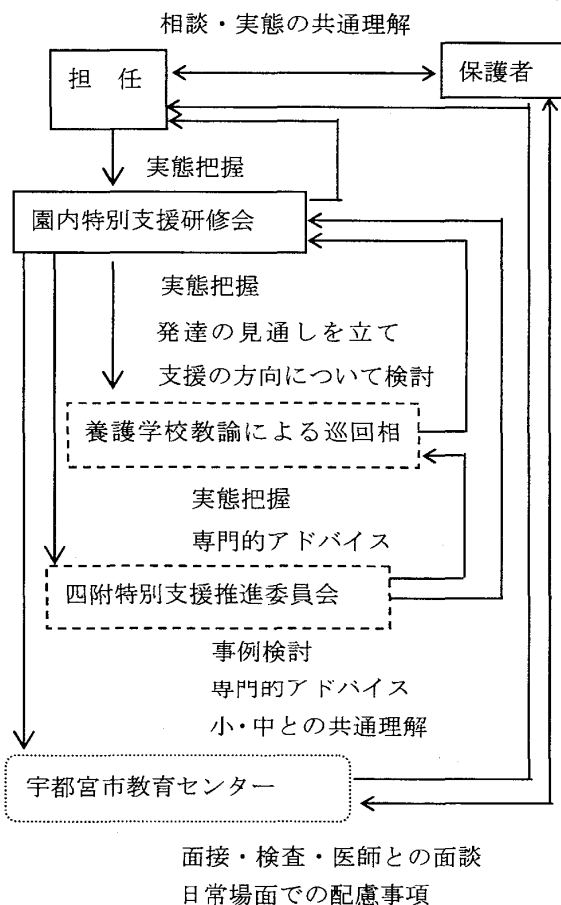 相談・実態の共通理解
担 任
保護者
実態把握
園内特別支援研修会
実態把握
発達の見通しを立て
支援の方向について検討
養護学校教諭による巡回相
実態把握
専門的アドバイス
四附特別支援推進委員会
事例検討
専門的アドバイス
小・中との共通理解
宇都宮市教育センター
面接・検査・医師との面談
日常場面での配慮事項